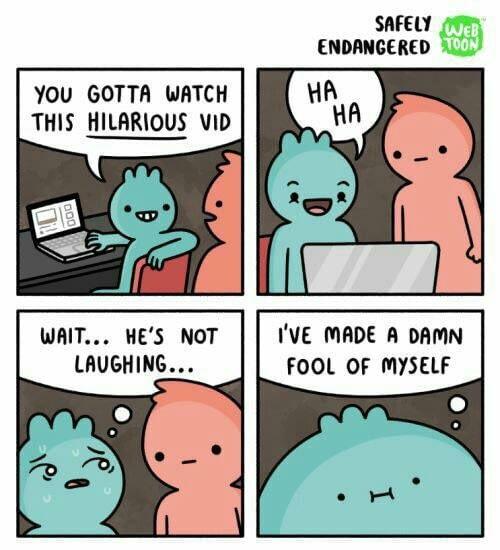 SAFELY
ENDANGERED
WEB
TOON
YOU GOTTA WATCH
THIS HILARIOUS VID
HA
HA
WAIT... HE'S NOT
LAUGHING...
I'VE MADE A DAMN
FOOL OF MYSELF